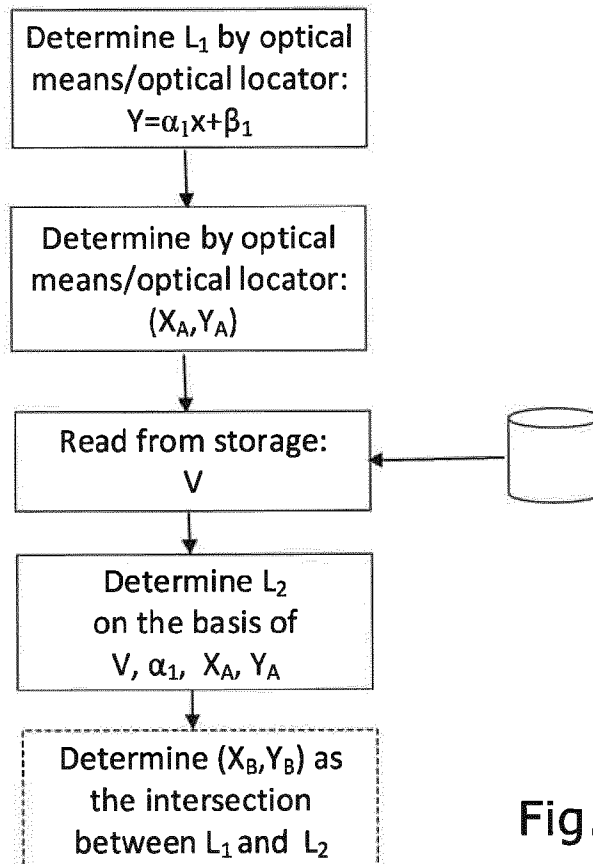 Determine L₁ by optical
means/optical locator:
Y=α₁x+β₁
Determine by optical
means/optical locator:
(X_A,Y_A)
Read from storage:
V
Determine L₂
on the basis of
V, α₁, X_A, Y_A
Determine (X_B,Y_B) as
the intersection
between L₁ and L₂
Fig.